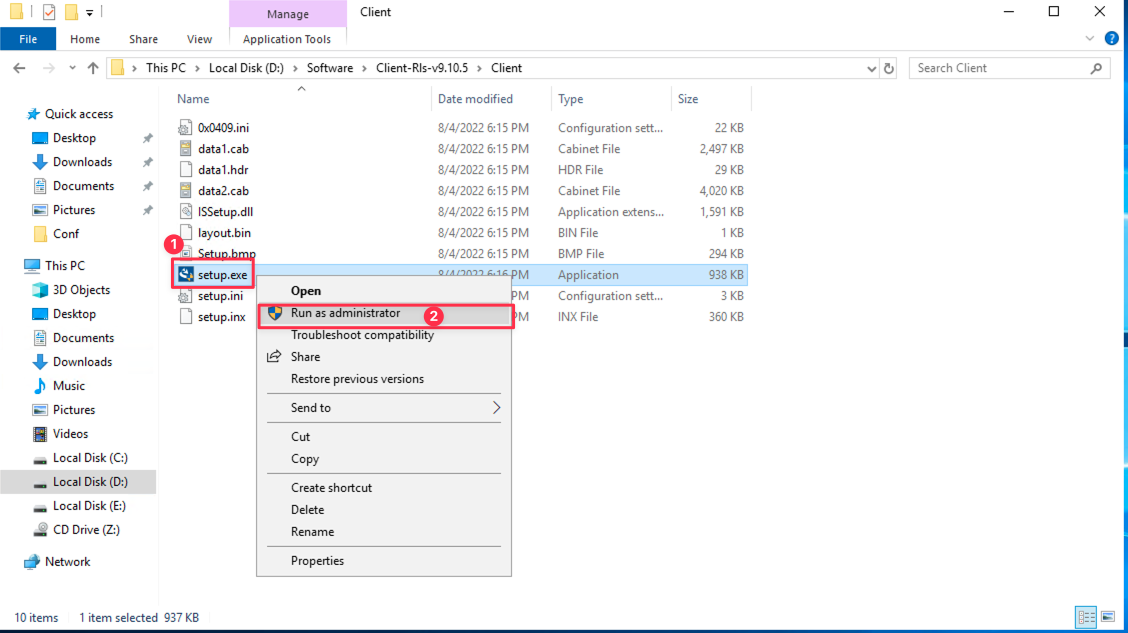 Manage
Client
File
Home
Share
View
Application Tools
This PC
Local Disk (D:)
Software
Client-Rls-v9.10.5
Client
Search Client
Quick access
Desktop
Downloads
Documents
Pictures
Conf
This PC
3D Objects
Desktop
Documents
Downloads
Music
Pictures
Videos
Local Disk (C:)
Local Disk (D:)
Local Disk (E:)
CD Drive (Z:)
Network
Name Date modified Type Size
0x0409.ini 8/4/2022 6:15 PM Configuration sett... 22 KB
data1.cab 8/4/2022 6:15 PM Cabinet File 2,497 KB
data1.hdr 8/4/2022 6:15 PM HDR File 29 KB
data2.cab 8/4/2022 6:15 PM Cabinet File 4,020 KB
ISSetup.dll 8/4/2022 6:15 PM Application extens... 1,591 KB
layout.bin 8/4/2022 6:15 PM BIN File 1 KB
1
Setup.bmp 8/4/2022 6:15 PM BMP File 294 KB
setup.exe 8/4/2022 6:16 PM Application 938 KB
setup.ini PM Configuration sett... 3 KB
setup.inx PM INX File 360 KB
Open
Run as administrator 2
Troubleshoot compatibility
Share
Restore previous versions
Send to
Cut
Copy
Create shortcut
Delete
Rename
Properties
10 items 1 item selected 937 KB